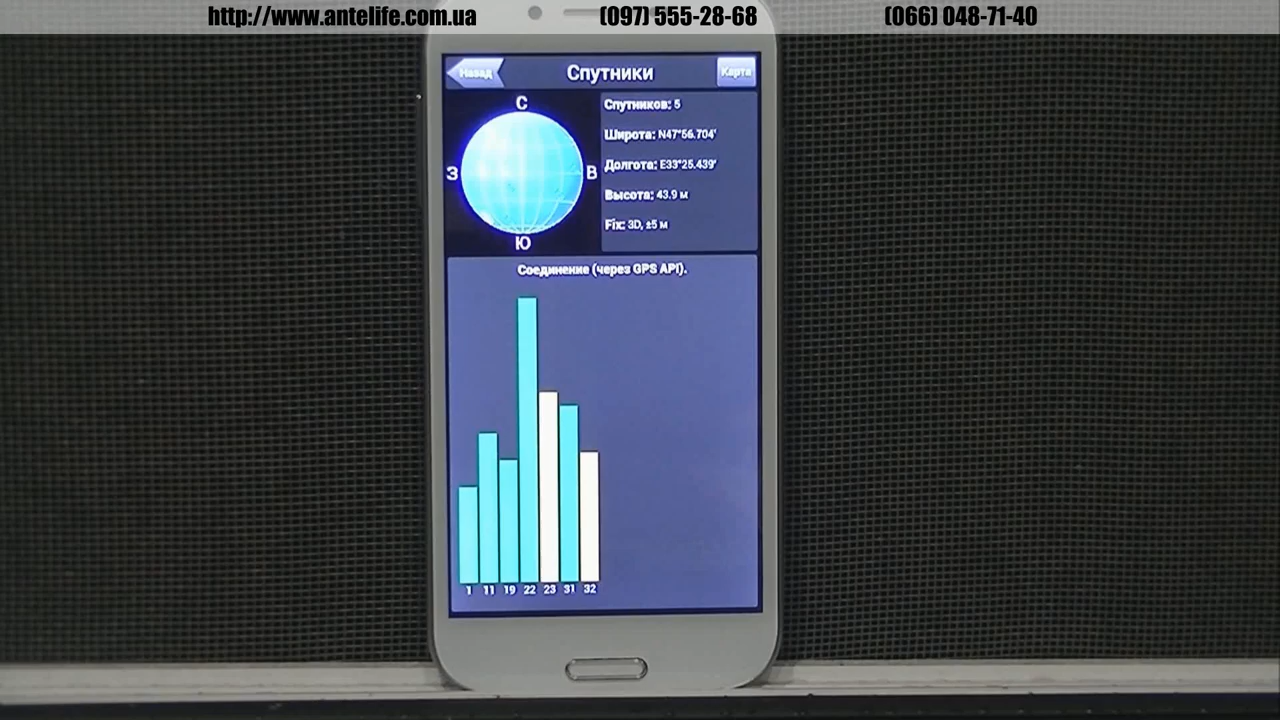 http://www.antelife.com.ua (097) 555-28-68 (066) 048-71-40
Назад Спутники Карта
С
З В
Ю
Спутников: 5
Широта: N47°56.704'
Долгота: E33°25.439'
Высота: 43.9 м
Fix: 3D, ±5 м
Соединение (через GPS API).
1 11 19 22 23 31 32